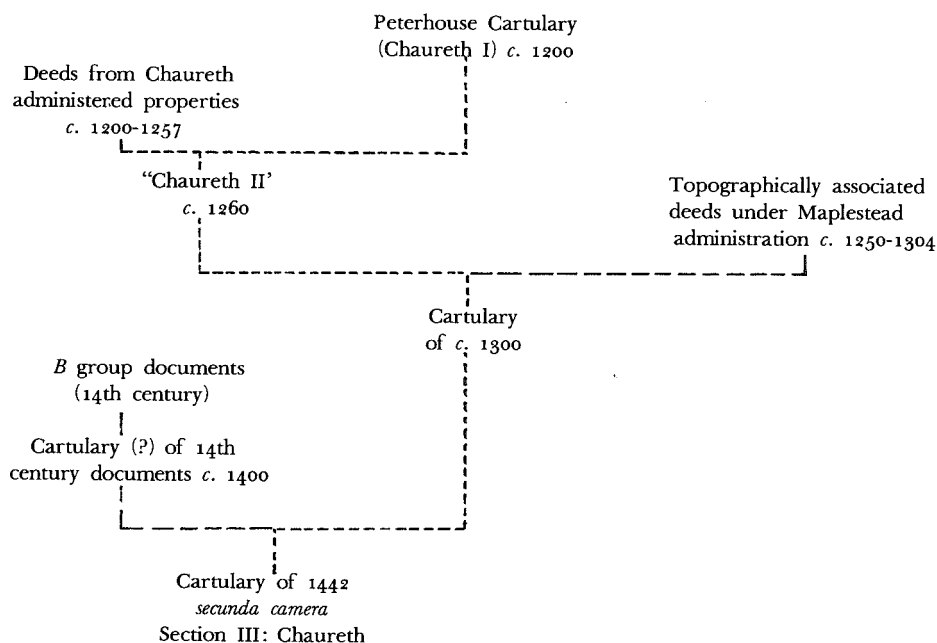 Peterhouse Cartulary
(Chaureth I) c. 1200
Deeds from Chaureth
administered properties
c. 1200-1257
"Chaureth II'
c. 1260
Topographically associated
deeds under Maplestead
administration c. 1250-1304
Cartulary
of c. 1300
B group documents
(14th century)
Cartulary (?) of 14th
century documents c. 1400
Cartulary of 1442
secunda camera
Section III: Chaureth